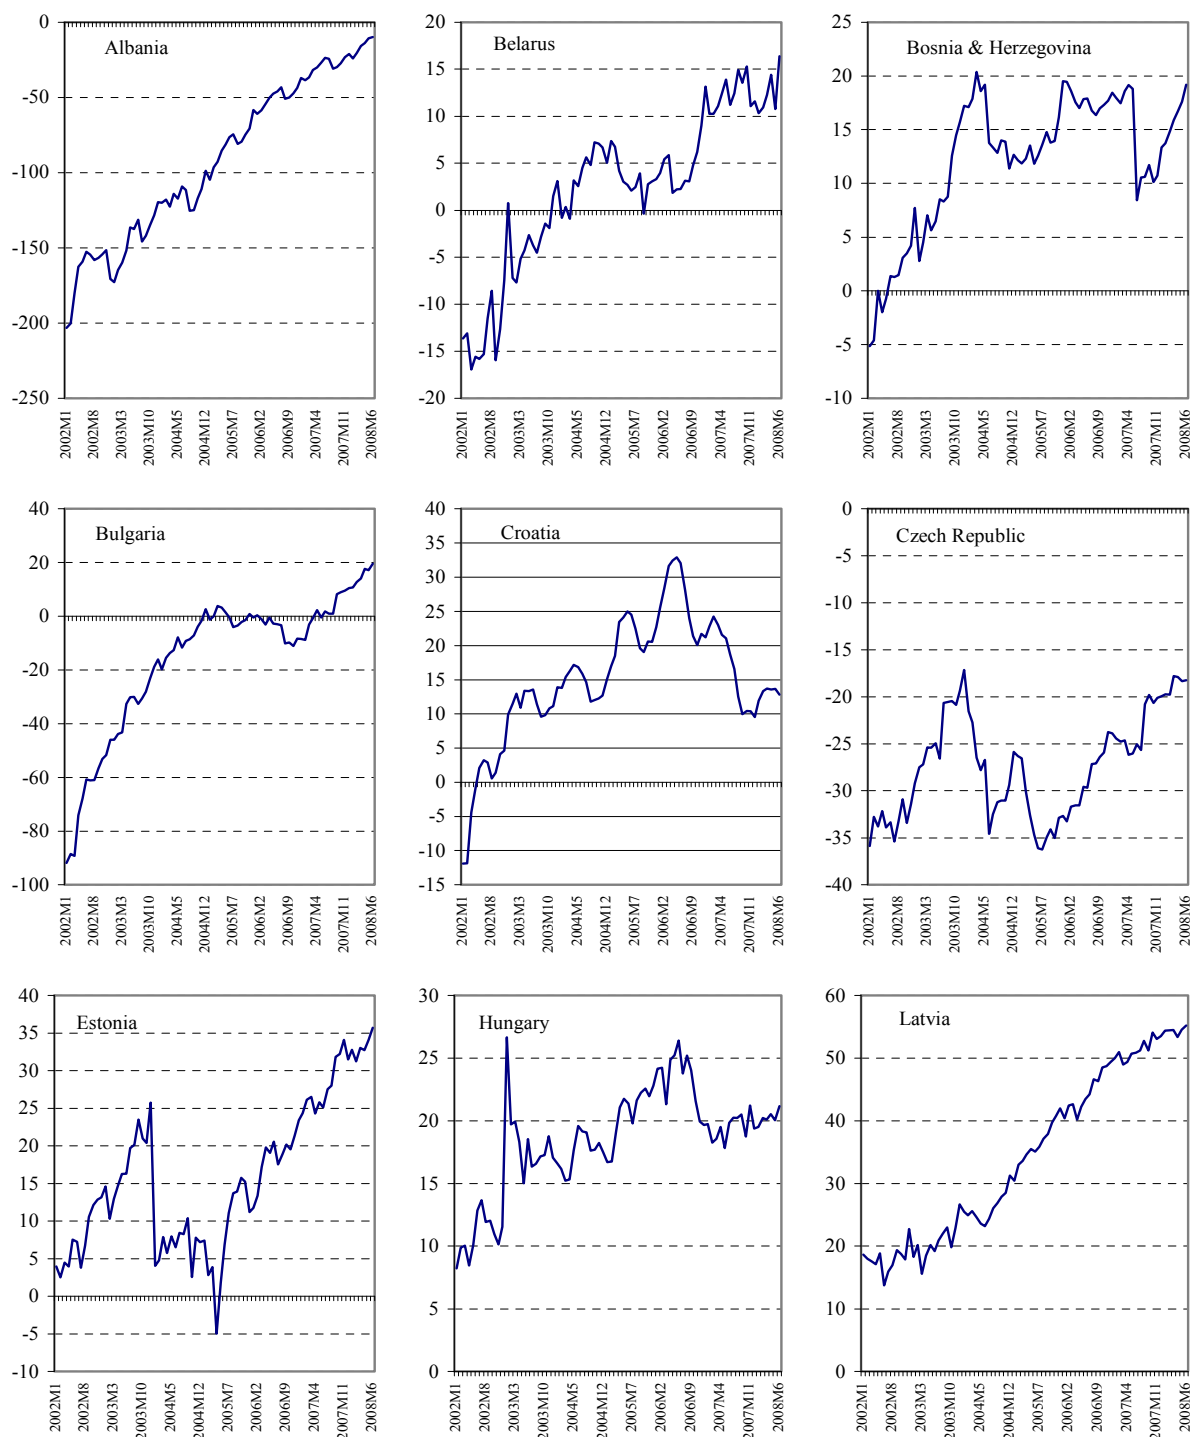 Albania
0
-50
-100
-150
-200
-250
2002M1
2002M8
2003M3
2003M10
2004M5
2004M12
2005M7
2006M2
2006M9
2007M4
2007M11
2008M6
Belarus
20
15
10
5
0
-5
-10
-15
-20
2002M1
2002M8
2003M3
2003M10
2004M5
2004M12
2005M7
2006M2
2006M9
2007M4
2007M11
2008M6
Bosnia & Herzegovina
25
20
15
10
5
0
-5
-10
2002M1
2002M8
2003M3
2003M10
2004M5
2004M12
2005M7
2006M2
2006M9
2007M4
2007M11
2008M6
Bulgaria
40
20
0
-20
-40
-60
-80
-100
2002M1
2002M8
2003M3
2003M10
2004M5
2004M12
2005M7
2006M2
2006M9
2007M4
2007M11
2008M6
Croatia
40
35
30
25
20
15
10
5
0
-5
-10
-15
2002M1
2002M8
2003M3
2003M10
2004M5
2004M12
2005M7
2006M2
2006M9
2007M4
2007M11
2008M6
Czech Republic
0
-5
-10
-15
-20
-25
-30
-35
-40
2002M1
2002M8
2003M3
2003M10
2004M5
2004M12
2005M7
2006M2
2006M9
2007M4
2007M11
2008M6
Estonia
40
35
30
25
20
15
10
5
0
-5
-10
2002M1
2002M8
2003M3
2003M10
2004M5
2004M12
2005M7
2006M2
2006M9
2007M4
2007M11
2008M6
Hungary
30
25
20
15
10
5
0
2002M1
2002M8
2003M3
2003M10
2004M5
2004M12
2005M7
2006M2
2006M9
2007M4
2007M11
2008M6
Latvia
60
50
40
30
20
10
0
2002M1
2002M8
2003M3
2003M10
2004M5
2004M12
2005M7
2006M2
2006M9
2007M4
2007M11
2008M6